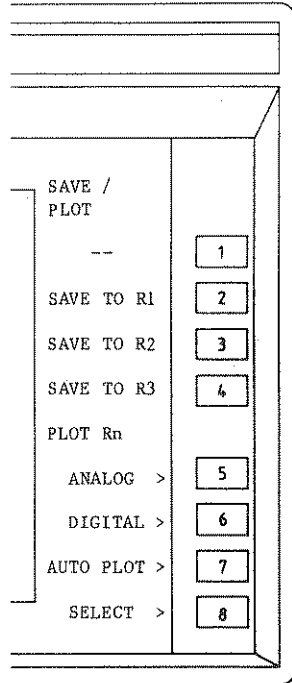 SAVE /
PLOT
-- 1
SAVE TO R1 2
SAVE TO R2 3
SAVE TO R3 4
PLOT Rn
ANALOG > 5
DIGITAL > 6
AUTO PLOT > 7
SELECT > 8